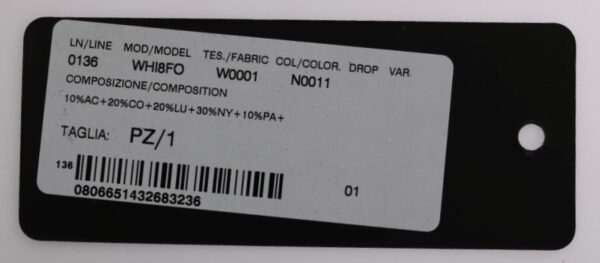 LN/LINE MOD/MODEL TES./FABRIC COL/COLOR. DROP VAR.
0136 WHI8FO W0001 N0011
COMPOSIZIONE/COMPOSITION
10%AC+20%CO+20%LU+30%NY+10%PA+
TAGLIA: PZ/1
136
01
0806651432683236